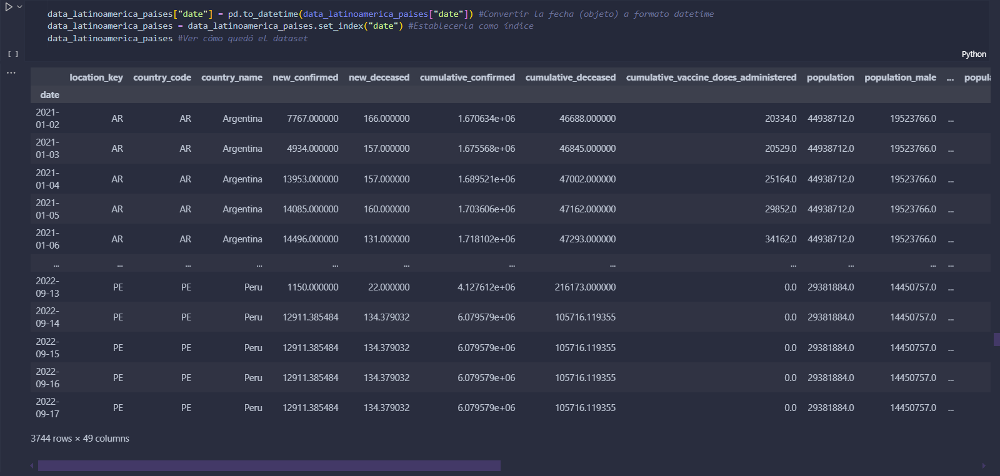 data_latinoamerica_paises["date"] = pd.to_datetime(data_latinoamerica_paises["date"]) #Convertir la fecha (objeto) a formato datetime
data_latinoamerica_paises = data_latinoamerica_paises.set_index("date") #Establecerla como índice
data_latinoamerica_paises #Ver cómo quedó el dataset
[ ]
Python
...
location_key country_code country_name new_confirmed new_deceased cumulative_confirmed cumulative_deceased cumulative_vaccine_doses_administered population population_male ... popula
date
2021-01-02 AR AR Argentina 7767.000000 166.000000 1.670634e+06 46688.000000 20334.0 44938712.0 19523766.0 ...
2021-01-03 AR AR Argentina 4934.000000 157.000000 1.675568e+06 46845.000000 20529.0 44938712.0 19523766.0 ...
2021-01-04 AR AR Argentina 13953.000000 157.000000 1.689521e+06 47002.000000 25164.0 44938712.0 19523766.0 ...
2021-01-05 AR AR Argentina 14085.000000 160.000000 1.703606e+06 47162.000000 29852.0 44938712.0 19523766.0 ...
2021-01-06 AR AR Argentina 14496.000000 131.000000 1.718102e+06 47293.000000 34162.0 44938712.0 19523766.0 ...
... ... ... ... ... ... ... ... ... ... ... ...
2022-09-13 PE PE Peru 1150.000000 22.000000 4.127612e+06 216173.000000 0.0 29381884.0 14450757.0 ...
2022-09-14 PE PE Peru 12911.385484 134.379032 6.079579e+06 105716.119355 0.0 29381884.0 14450757.0 ...
2022-09-15 PE PE Peru 12911.385484 134.379032 6.079579e+06 105716.119355 0.0 29381884.0 14450757.0 ...
2022-09-16 PE PE Peru 12911.385484 134.379032 6.079579e+06 105716.119355 0.0 29381884.0 14450757.0 ...
2022-09-17 PE PE Peru 12911.385484 134.379032 6.079579e+06 105716.119355 0.0 29381884.0 14450757.0 ...
3744 rows × 49 columns